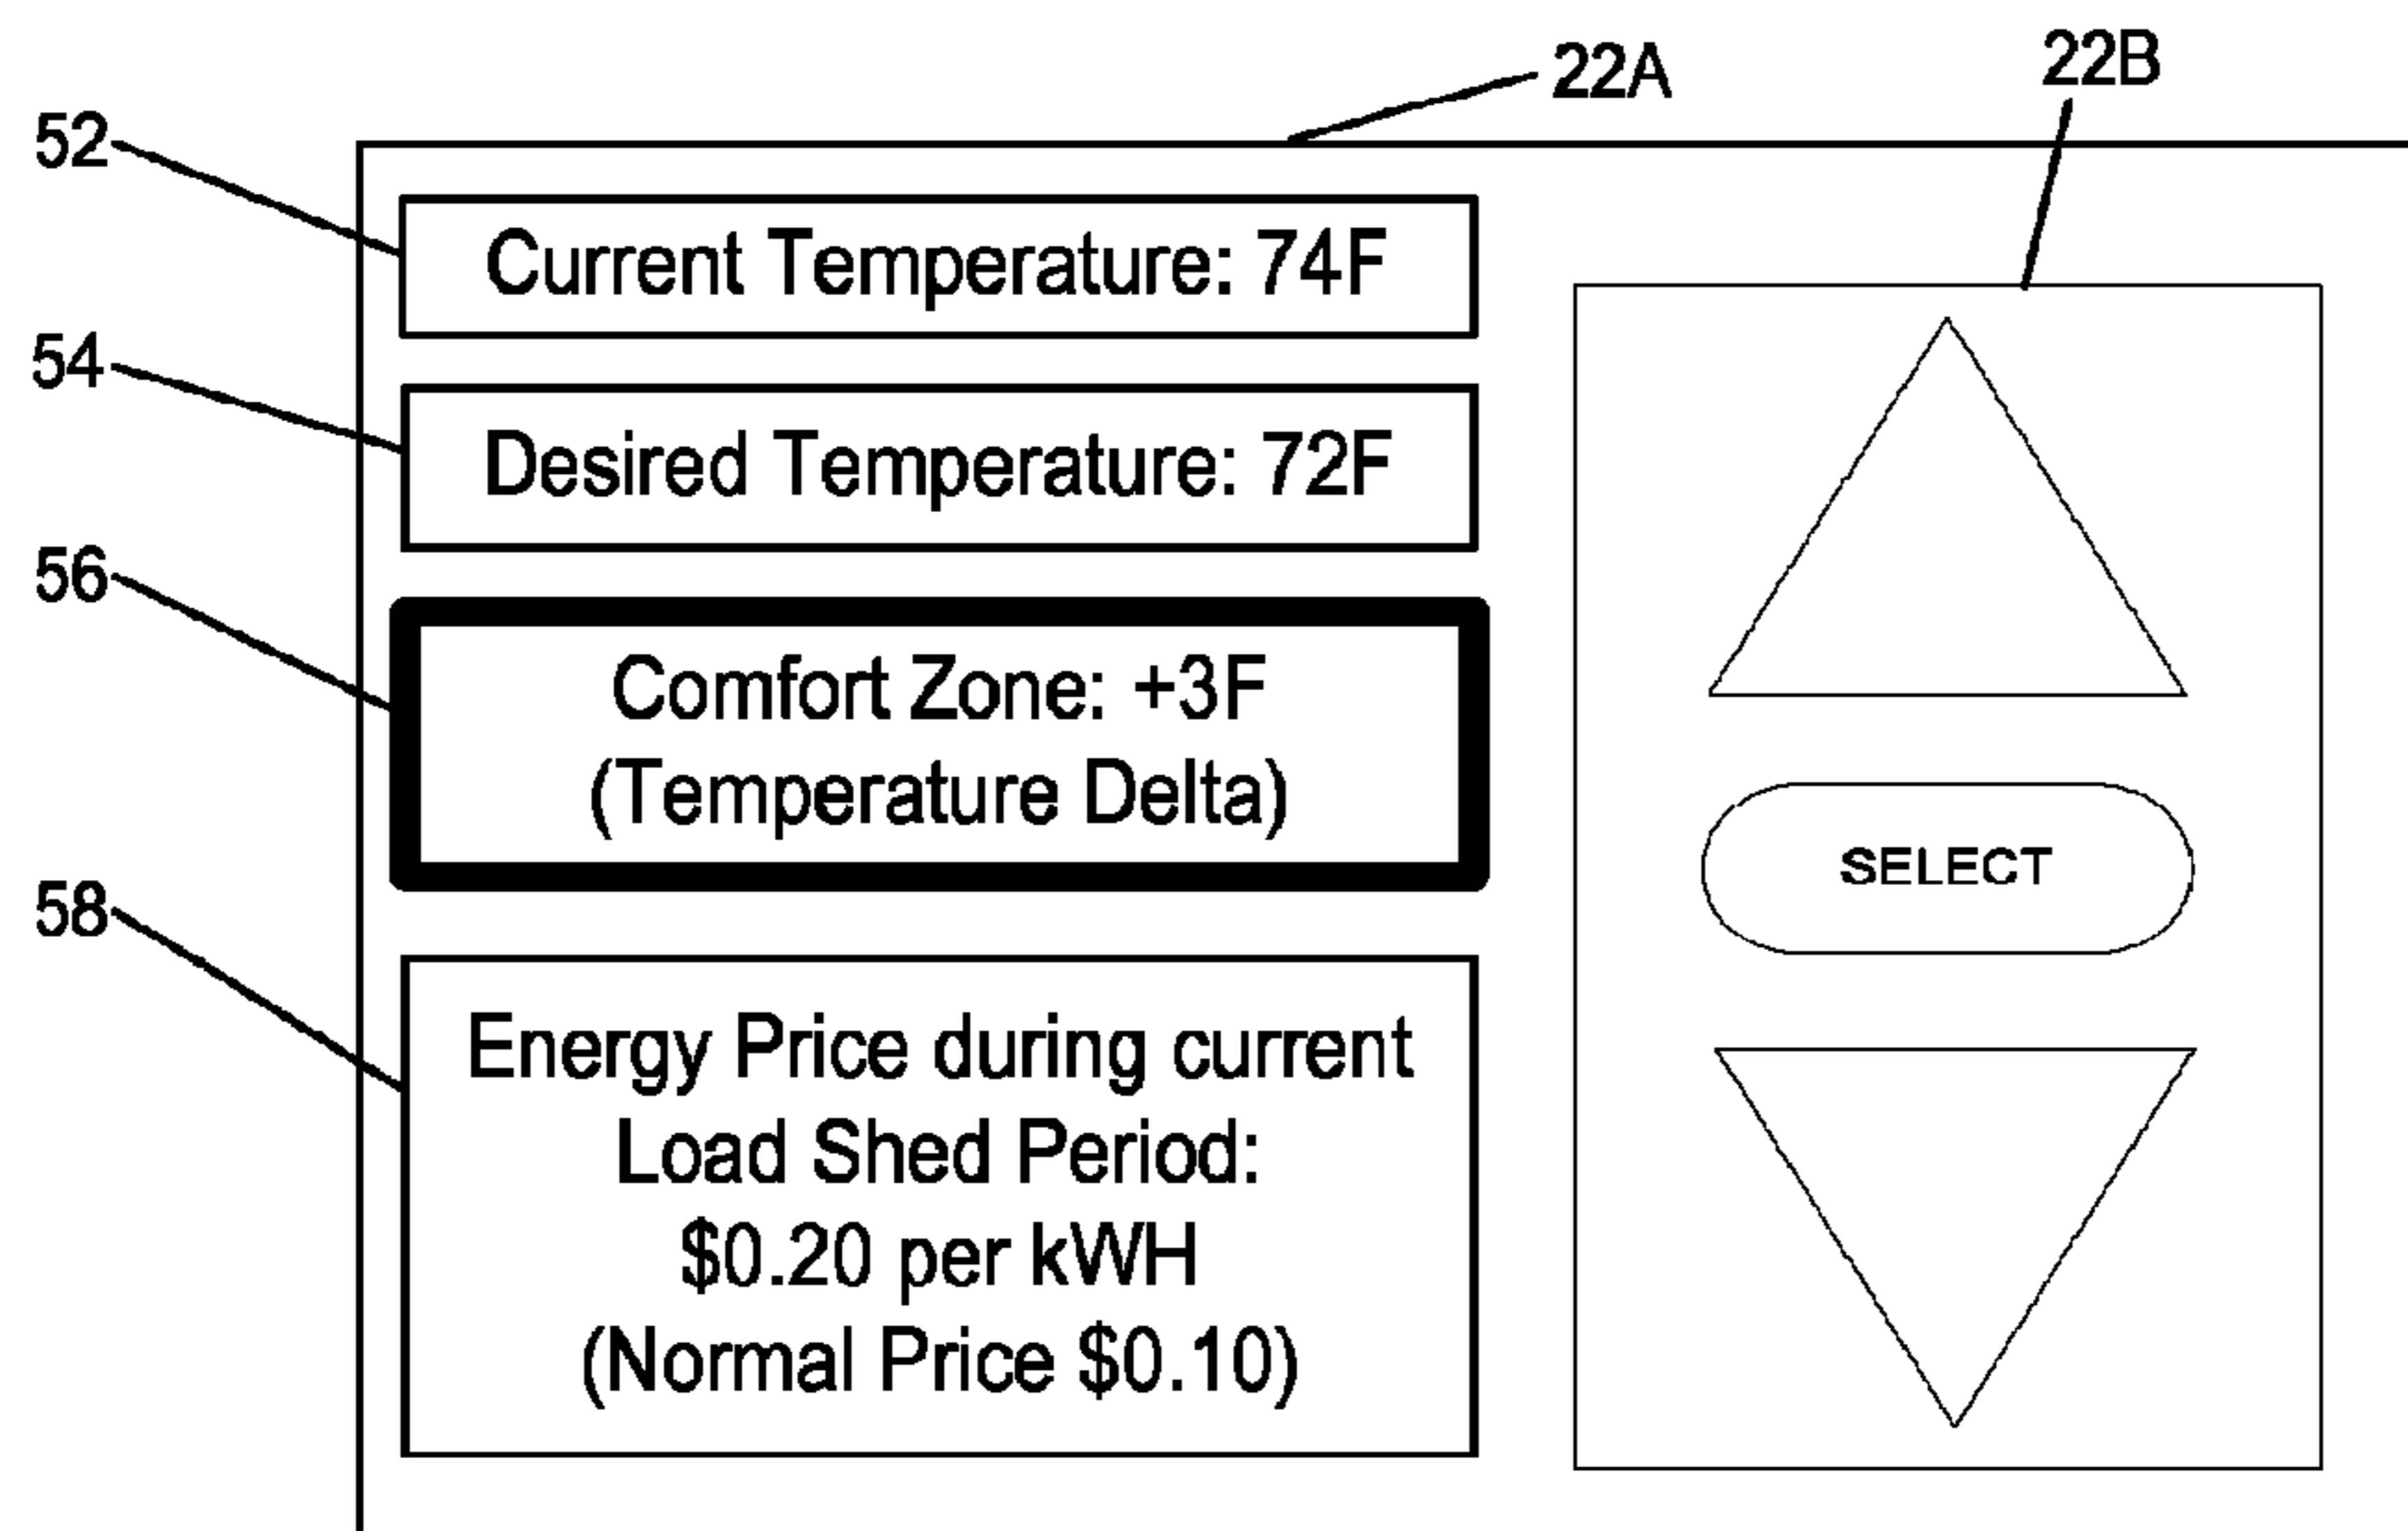 22A
22B
52
Current Temperature: 74F
54
Desired Temperature: 72F
56
Comfort Zone: +3F
(Temperature Delta)
SELECT
58
Energy Price during current
Load Shed Period:
$0.20 per kWH
(Normal Price $0.10)